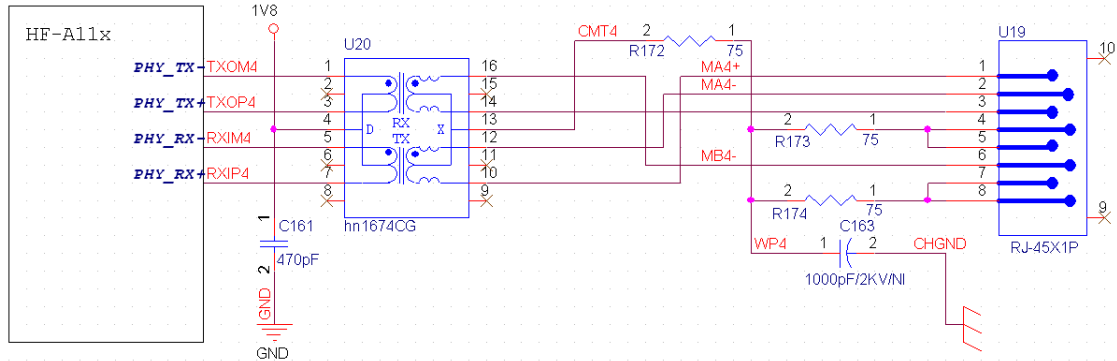 1V8
HF-A11x
PHY_TX- TXOM4
PHY_TX+ TXOP4
PHY_RX- RXIM4
PHY_RX+ RXIP4
U20
1
2
3
4
5
6
7
8
D
RX
TX
X
16
15
14
13
12
11
10
9
hn1674CG
1
C161
470pF
2
GND
GND
CMT4
2
1
R172
75
MA4+
MA4-
MB4-
2
1
R173
75
2
1
R174
75
WP4
C163
1
2
1000pF/2KV/NI
CHGND
U19
1
2
3
4
5
6
7
8
10
9
RJ-45X1P